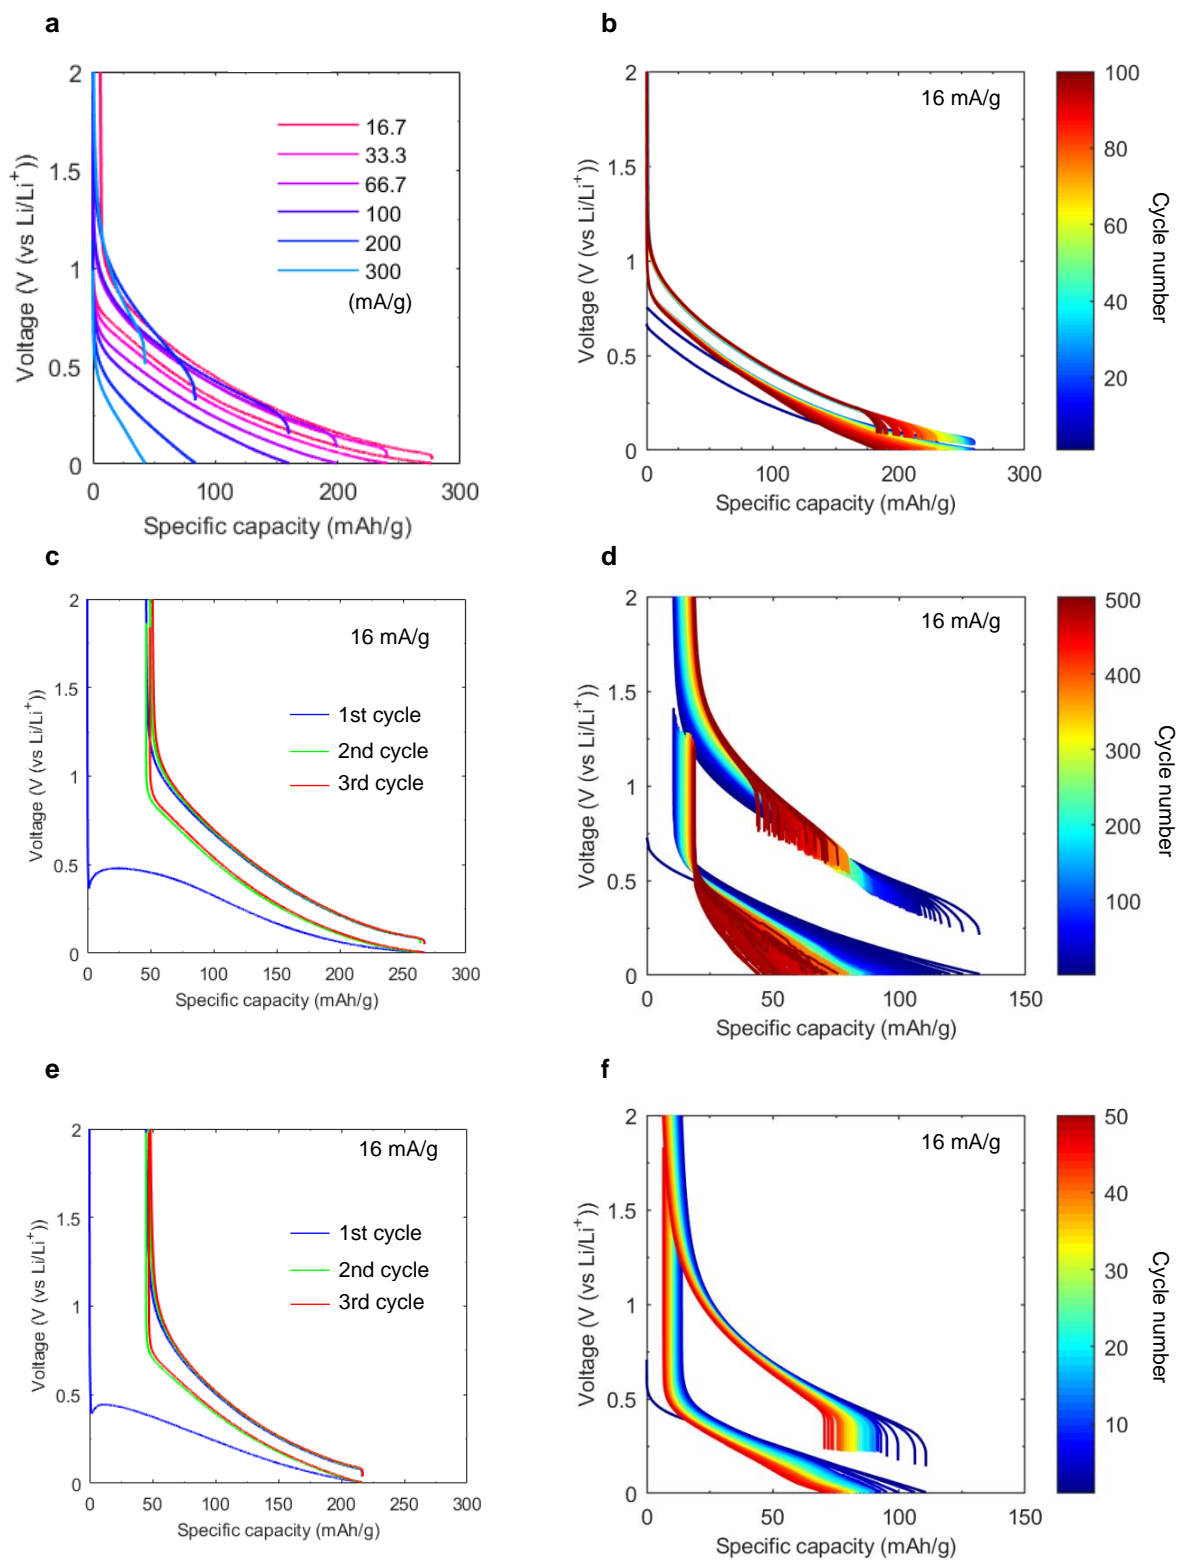 a
2
1.5
1
0.5
0
0
100
200
300
Voltage (V (vs Li/Li+))
Specific capacity (mAh/g)
16.7
33.3
66.7
100
200
300
(mA/g)
b
2
1.5
1
0.5
0
0
100
200
300
Voltage (V (vs Li/Li+))
Specific capacity (mAh/g)
16 mA/g
100
80
60
40
20
Cycle number
c
2
1.5
1
0.5
0
0
50
100
150
200
250
300
Voltage (V (vs Li/Li+))
Specific capacity (mAh/g)
16 mA/g
1st cycle
2nd cycle
3rd cycle
d
2
1.5
1
0.5
0
0
50
100
150
Voltage (V (vs Li/Li+))
Specific capacity (mAh/g)
16 mA/g
500
400
300
200
100
Cycle number
e
2
1.5
1
0.5
0
0
50
100
150
200
250
300
Voltage (V (vs Li/Li+))
Specific capacity (mAh/g)
16 mA/g
1st cycle
2nd cycle
3rd cycle
f
2
1.5
1
0.5
0
0
50
100
150
Voltage (V (vs Li/Li+))
Specific capacity (mAh/g)
16 mA/g
50
40
30
20
10
Cycle number